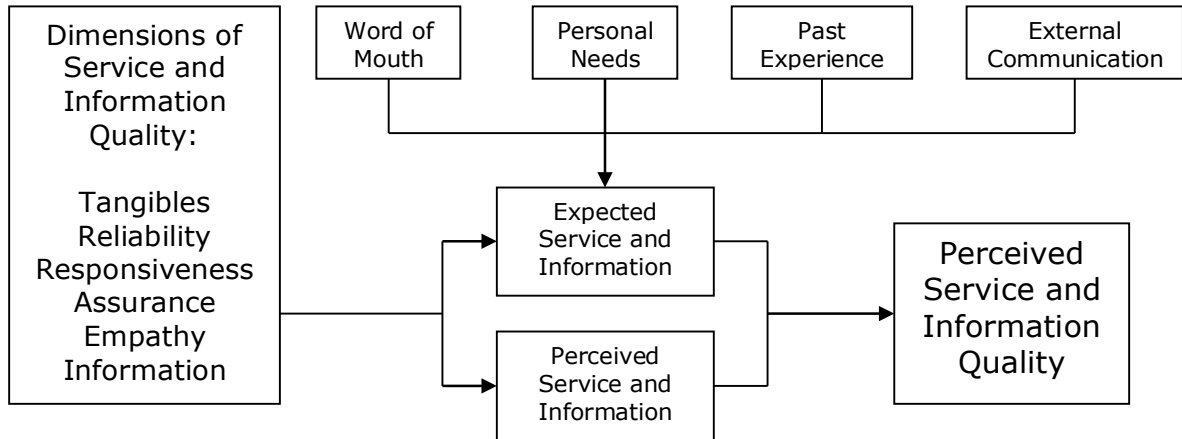 Dimensions of
Service and
Information
Quality:
Tangibles
Reliability
Responsiveness
Assurance
Empathy
Information
Word of
Mouth
Personal
Needs
Past
Experience
External
Communication
Expected
Service and
Information
Perceived
Service and
Information
Perceived
Service and
Information
Quality